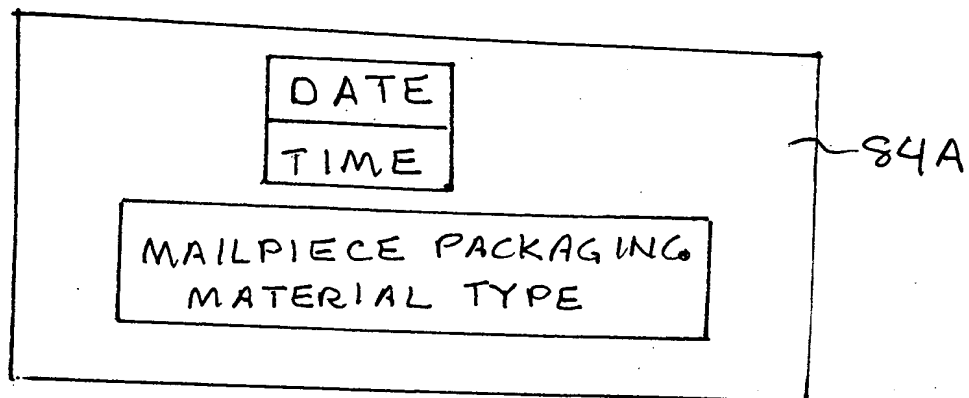 DATE
TIME
84A
MAILPIECE PACKAGING
MATERIAL TYPE